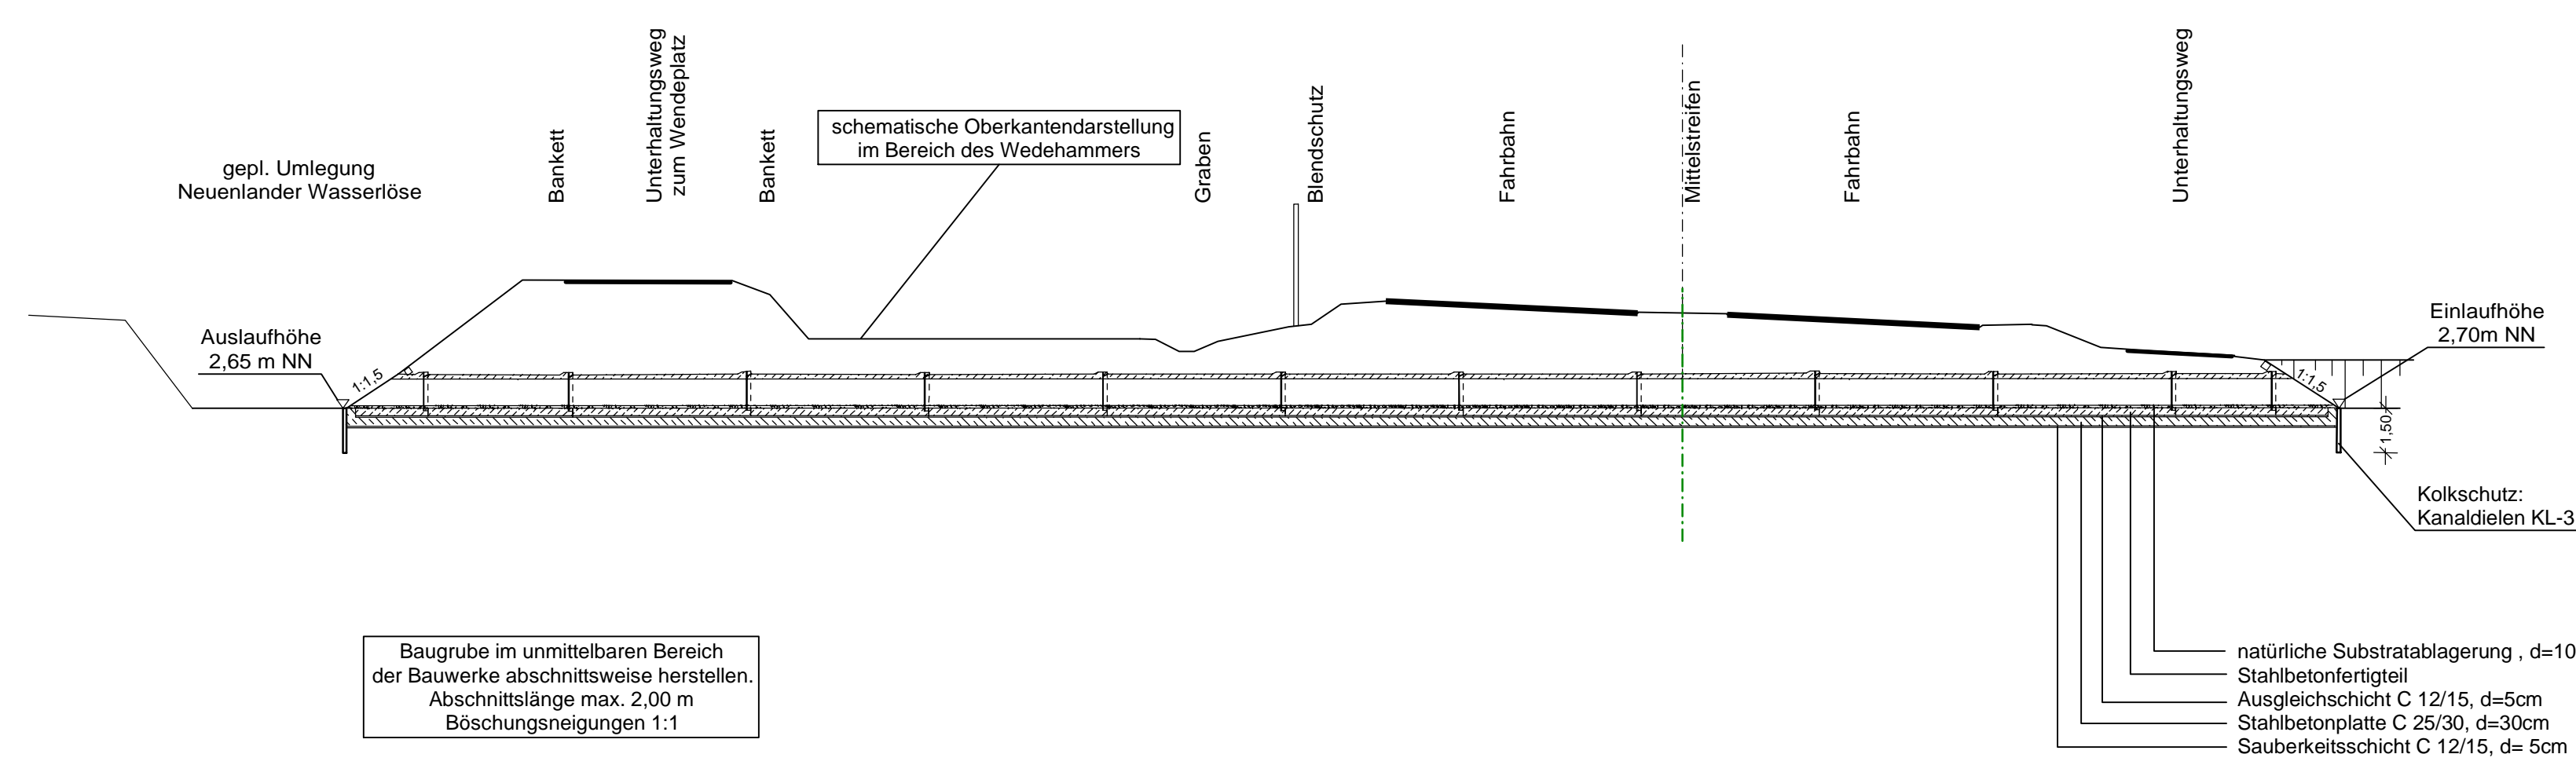 gepl. Umlegung
Neuenlander Wasserlöse
Bankett
Unterhaltungsweg
zum Wendeplatz
Bankett
schematische Oberkantendarstellung
im Bereich des Wedehammers
Graben
Blendschutz
Fahrbahn
Mittelstreifen
Fahrbahn
Unterhaltungsweg
Auslaufhöhe
2,65 m NN
1:1,5
Einlaufhöhe
2,70m NN
1:1,5
1,50
Kolkschutz:
Kanaldielen KL-3
Baugrube im unmittelbaren Bereich
der Bauwerke abschnittsweise herstellen.
Abschnittslänge max. 2,00 m
Böschungsneigungen 1:1
natürliche Substratablagerung , d=10
Stahlbetonfertigteil
Ausgleichschicht C 12/15, d=5cm
Stahlbetonplatte C 25/30, d=30cm
Sauberkeitsschicht C 12/15, d= 5cm